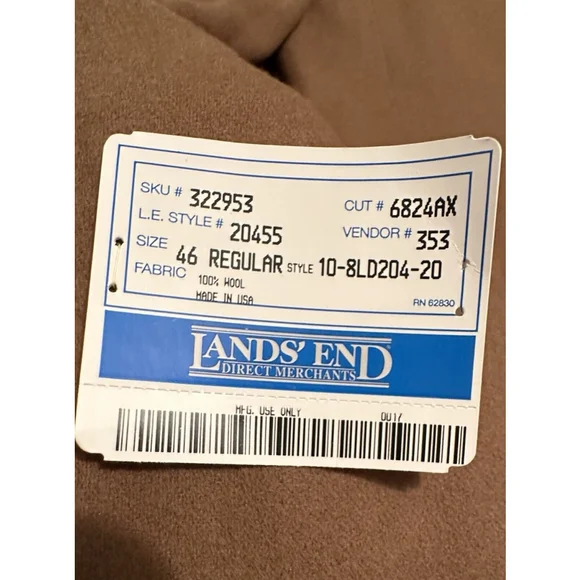 SKU # 322953 CUT # 6824AX
L.E. STYLE # 20455 VENDOR # 353
SIZE 46 REGULAR STYLE 10-8LD204-20
FABRIC 100% WOOL
MADE IN USA RN 62830
LANDS' END
DIRECT MERCHANTS
MFG. USE ONLY 0017